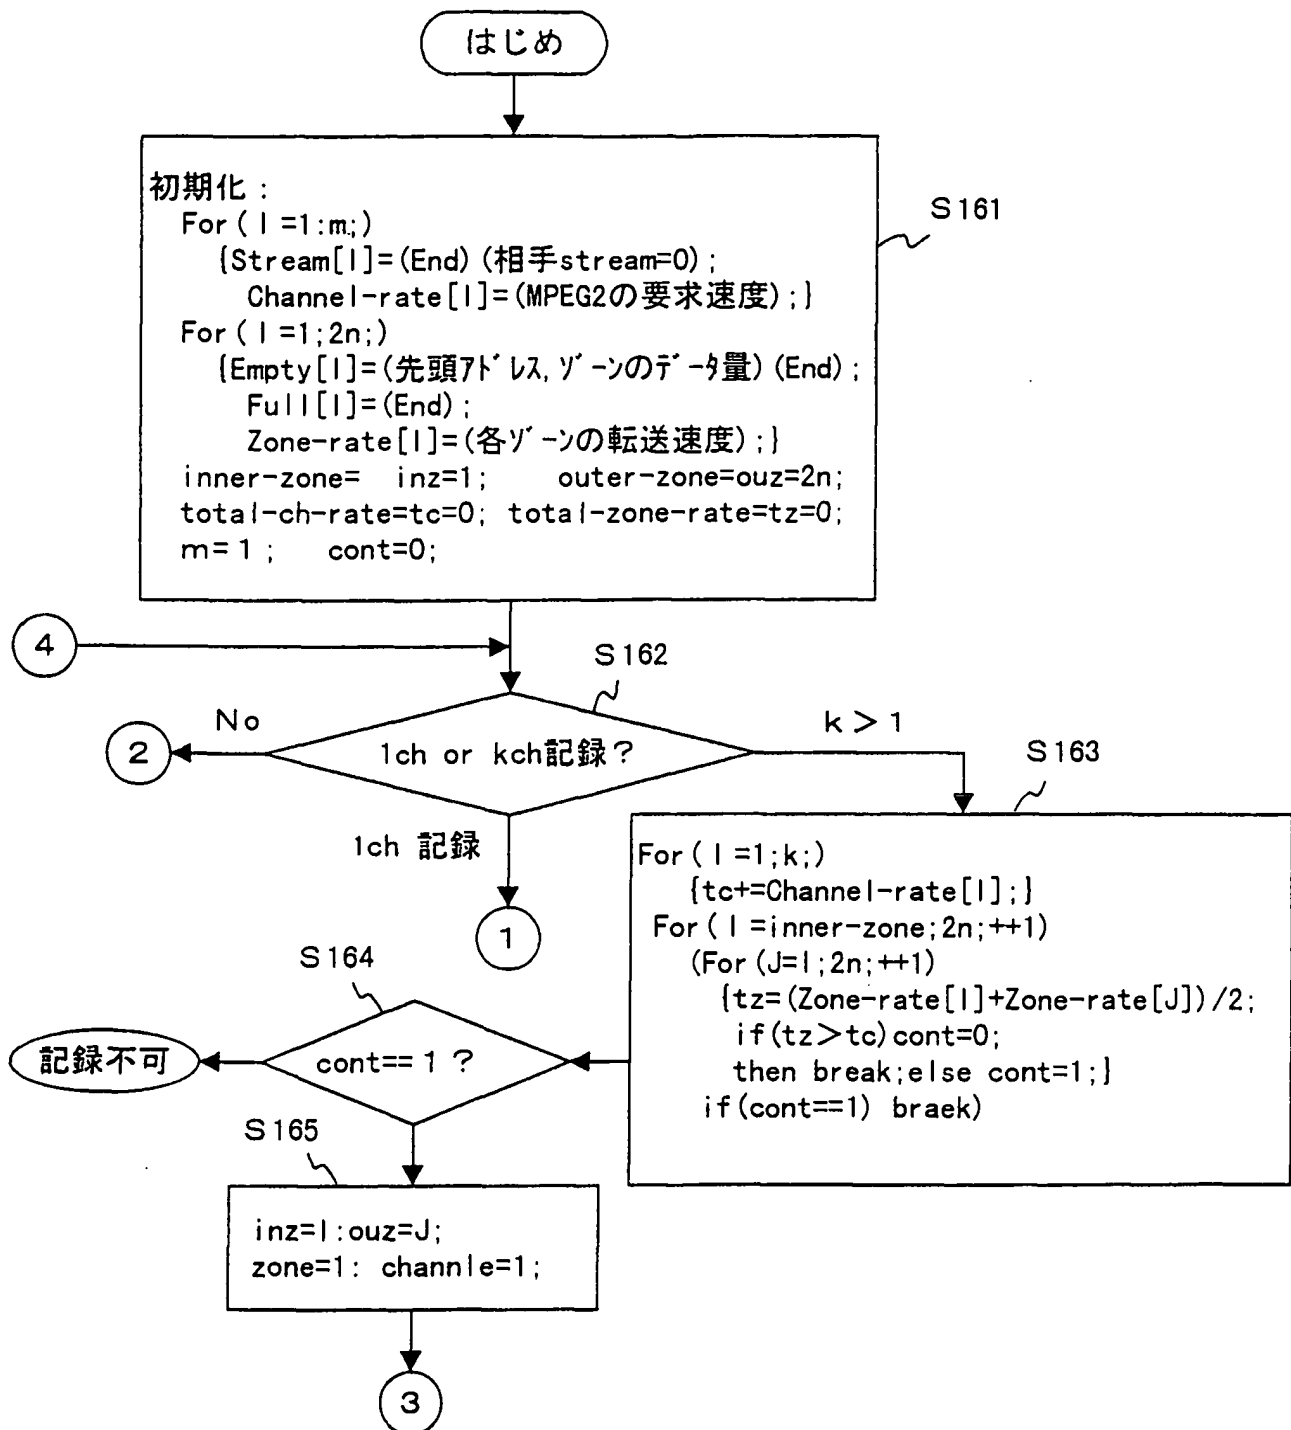 はじめ
初期化:
For(I=1:m;)
{Stream[I]=(End)(相手stream=0);
Channel-rate[I]=(MPEG2の要求速度);}
For(I=1;2n;)
{Empty[I]=(先頭ｱﾄﾞﾚｽ,ｿﾞｰﾝのﾃﾞｰﾀ量)(End);
Full[I]=(End);
Zone-rate[I]=(各ｿﾞｰﾝの転送速度);}
inner-zone= inz=1; outer-zone=ouz=2n;
total-ch-rate=tc=0; total-zone-rate=tz=0;
m=1; cont=0;
S161
4
S162
No
2
1ch or kch記録?
k>1
S163
1ch 記録
1
For(I=1;k;)
{tc+=Channel-rate[I];}
For(I=inner-zone;2n;++1)
(For(J=I;2n;++1)
{tz=(Zone-rate[I]+Zone-rate[J])/2;
if(tz>tc)cont=0;
then break;else cont=1;}
if(cont==1) braek)
S164
記録不可
cont==1?
S165
inz=I:ouz=J;
zone=1: channle=1;
3